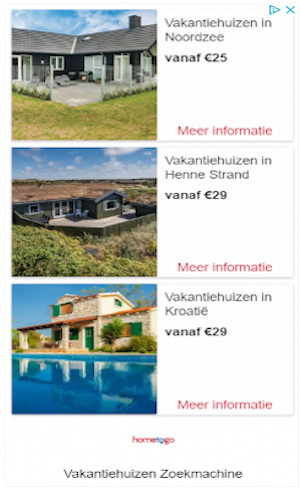 Vakantiehuizen in
Noordzee
vanaf €25
Meer informatie
Vakantiehuizen in
Henne Strand
vanaf €29
Meer informatie
Vakantiehuizen in
Kroatië
vanaf €29
Meer informatie
hometogo
Vakantiehuizen Zoekmachine